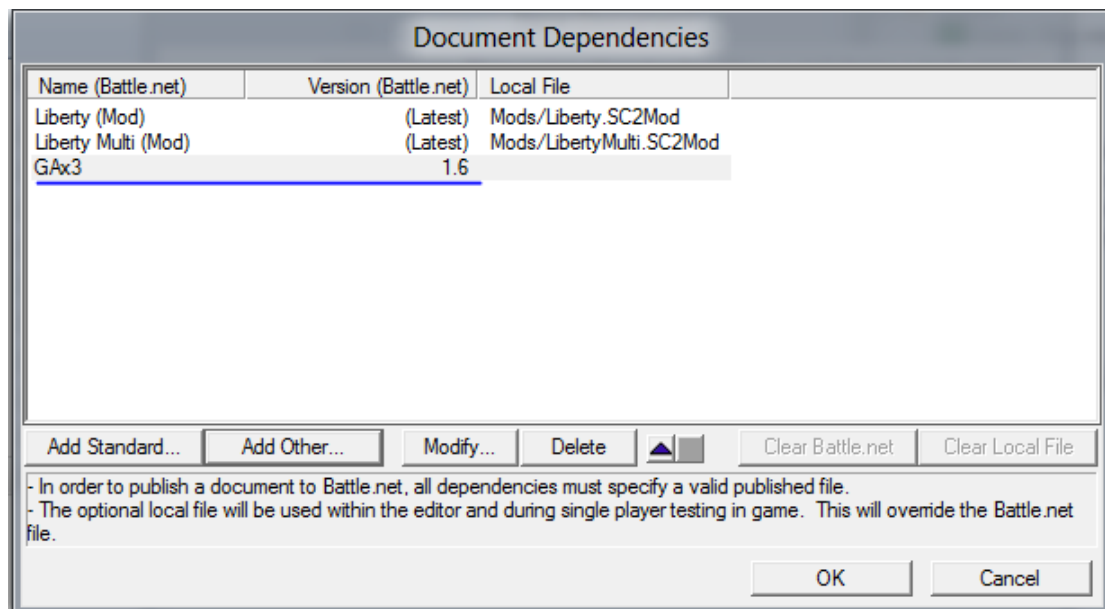 Document Dependencies
Name (Battle.net) Version (Battle.net) Local File
Liberty (Mod) (Latest) Mods/Liberty.SC2Mod
Liberty Multi (Mod) (Latest) Mods/LibertyMulti.SC2Mod
GAx3 1.6
Add Standard... Add Other... Modify... Delete Clear Battle.net Clear Local File
- In order to publish a document to Battle.net, all dependencies must specify a valid published file.
- The optional local file will be used within the editor and during single player testing in game.  This will override the Battle.net
file.
OK Cancel